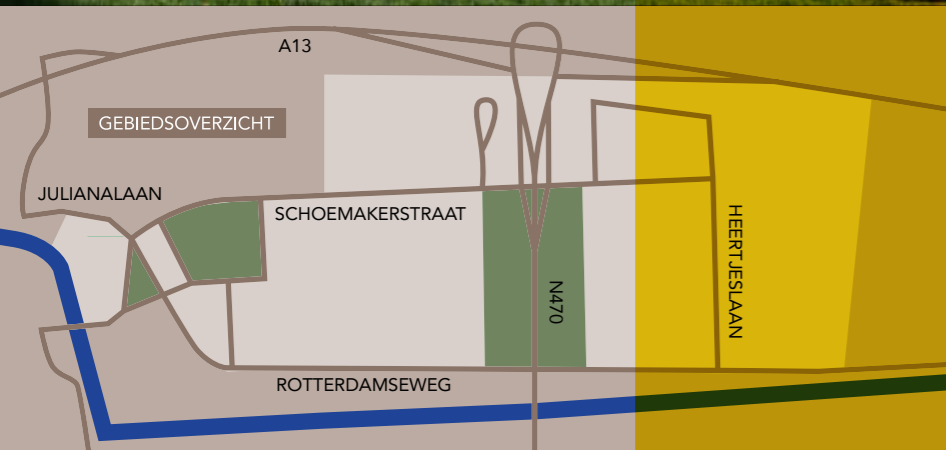 A13
GEBIEDSOVERZICHT
JULIANALAAN
SCHOEMAKERSTRAAT
HEERTJESLAAN
N470
ROTTERDAMSEWEG